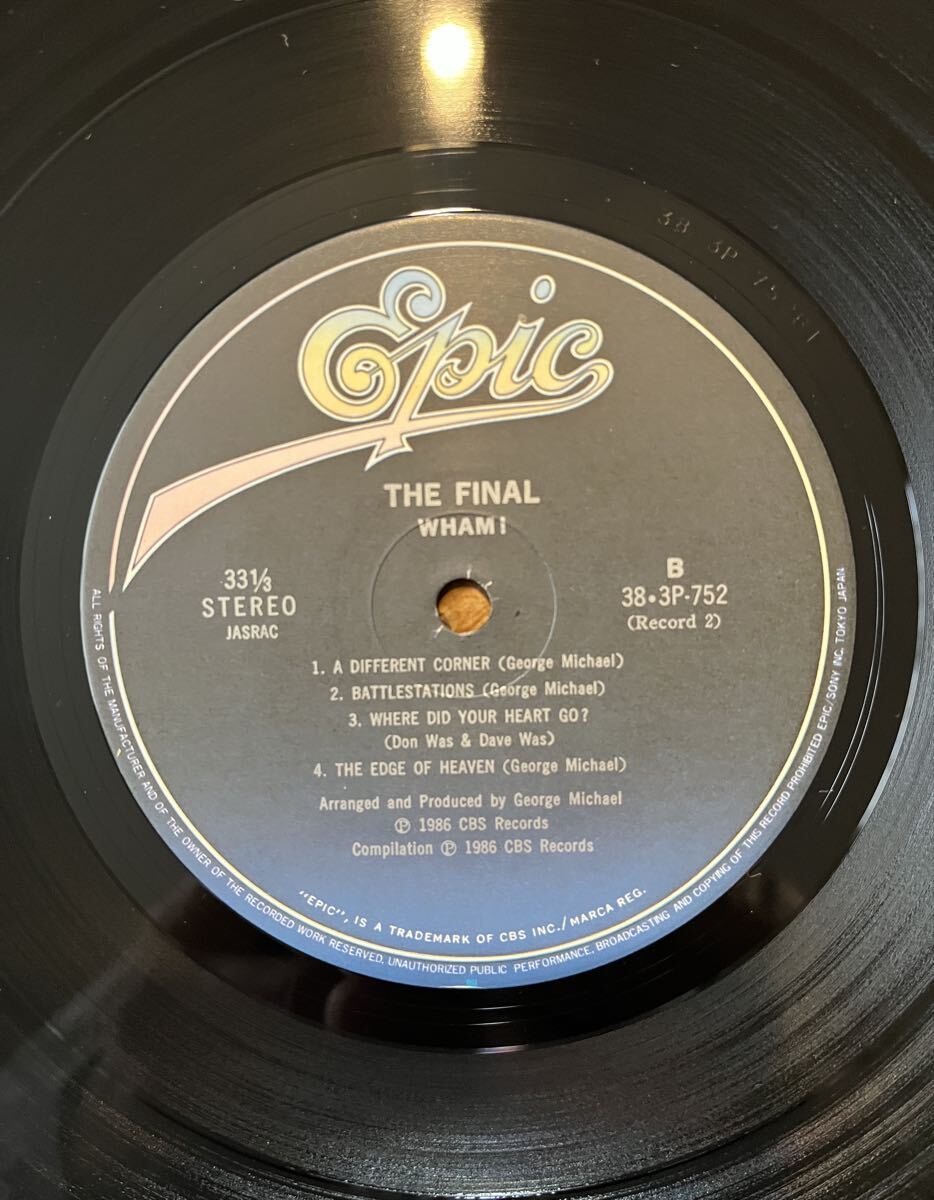 38 3P 75
Epic
THE FINAL
WHAM!
33⅓
STEREO
JASRAC
B
38•3P-752
(Record 2)
1. A DIFFERENT CORNER (George Michael)
2. BATTLESTATIONS (George Michael)
3. WHERE DID YOUR HEART GO?
(Don Was & Dave Was)
4. THE EDGE OF HEAVEN (George Michael)
Arranged and Produced by George Michael
℗ 1986 CBS Records
Compilation ℗ 1986 CBS Records
"EPIC", IS A TRADEMARK OF CBS INC./MARCA REG.
ALL RIGHTS OF THE MANUFACTURER AND OF THE OWNER OF THE RECORDED WORK RESERVED. UNAUTHORIZED PUBLIC PERFORMANCE, BROADCASTING AND COPYING OF THIS RECORD PROHIBITED EPIC/SONY INC. TOKYO JAPAN